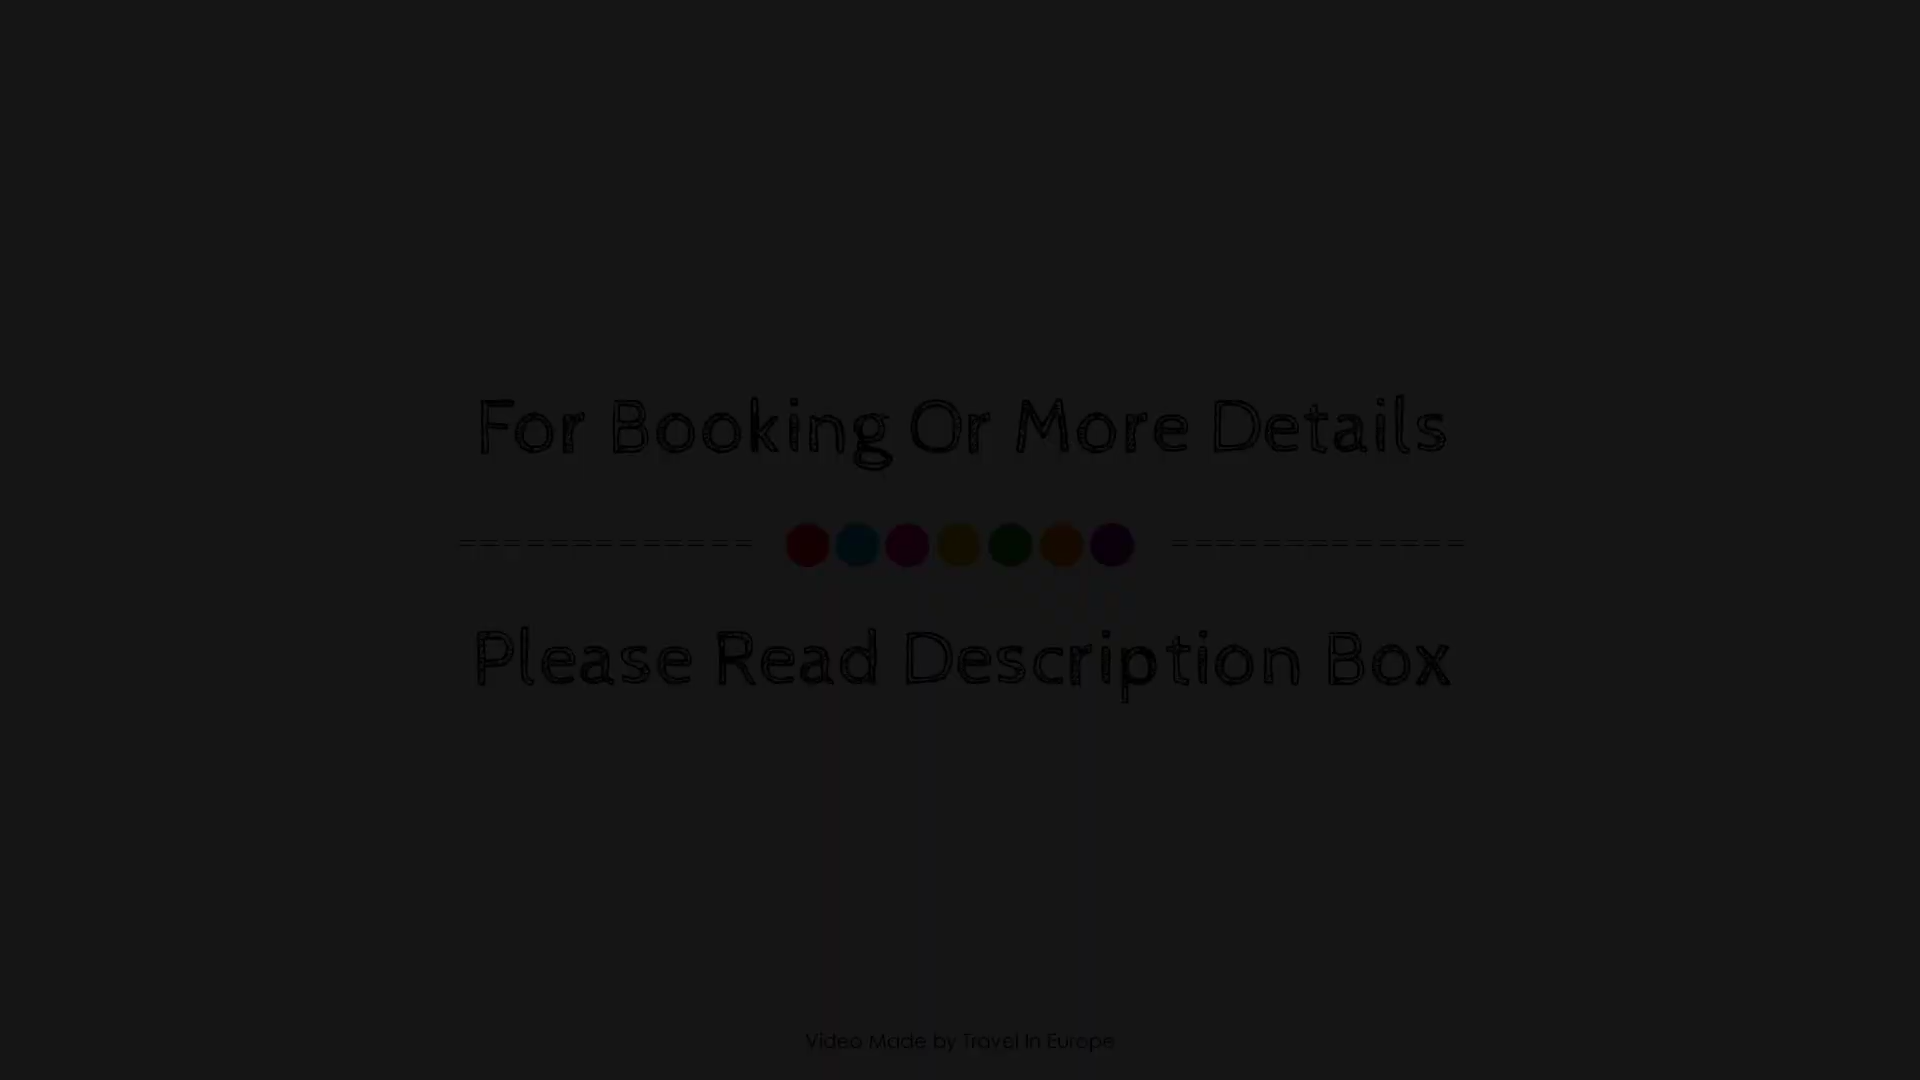 For Booking Or More Details
============= =============
Please Read Description Box
Video Made by Travel In Europe